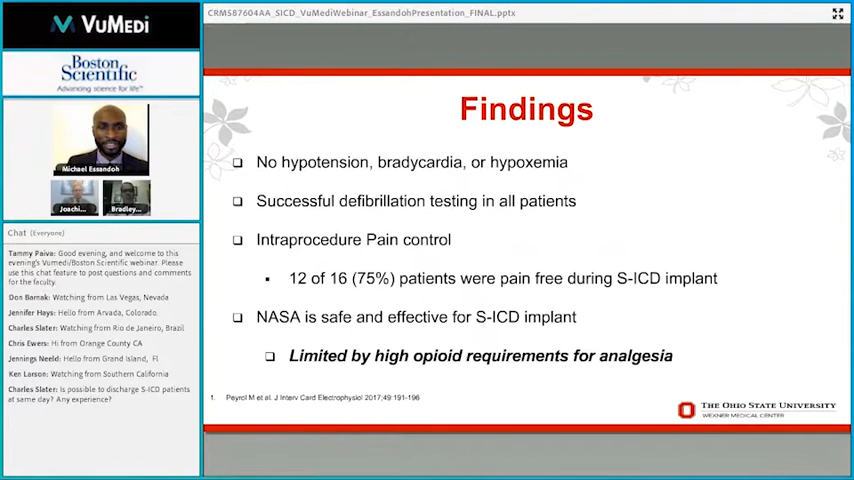 CRM587604AA_SICD_VuMediWebinar_EssandohPresentation_FINAL.pptx
VuMedi
Boston
Scientific
Advancing science for life™
Michael Essandoh
Joachi...
Bradley...
Chat (Everyone)
Tammy Paiva: Good evening, and welcome to this
evening's Vumedi/Boston Scientific webinar. Please
use this chat feature to post questions and comments
for the faculty.
Don Barnak: Watching from Las Vegas, Nevada
Jennifer Hays: Hello from Arvada, Colorado.
Charles Slater: Watching from Rio de Janeiro, Brazil
Chris Ewers: Hi from Orange County CA
Jennings Neeld: Hello from Grand Island, FL
Ken Larson: Watching from Southern California
Charles Slater: Is possible to discharge S-ICD patients
at same day? Any experience?
Findings
No hypotension, bradycardia, or hypoxemia
Successful defibrillation testing in all patients
Intraprocedure Pain control
12 of 16 (75%) patients were pain free during S-ICD implant
NASA is safe and effective for S-ICD implant
Limited by high opioid requirements for analgesia
1. Peyrol M et al. J Interv Card Electrophysiol 2017;49:191-196
THE OHIO STATE UNIVERSITY
WEXNER MEDICAL CENTER